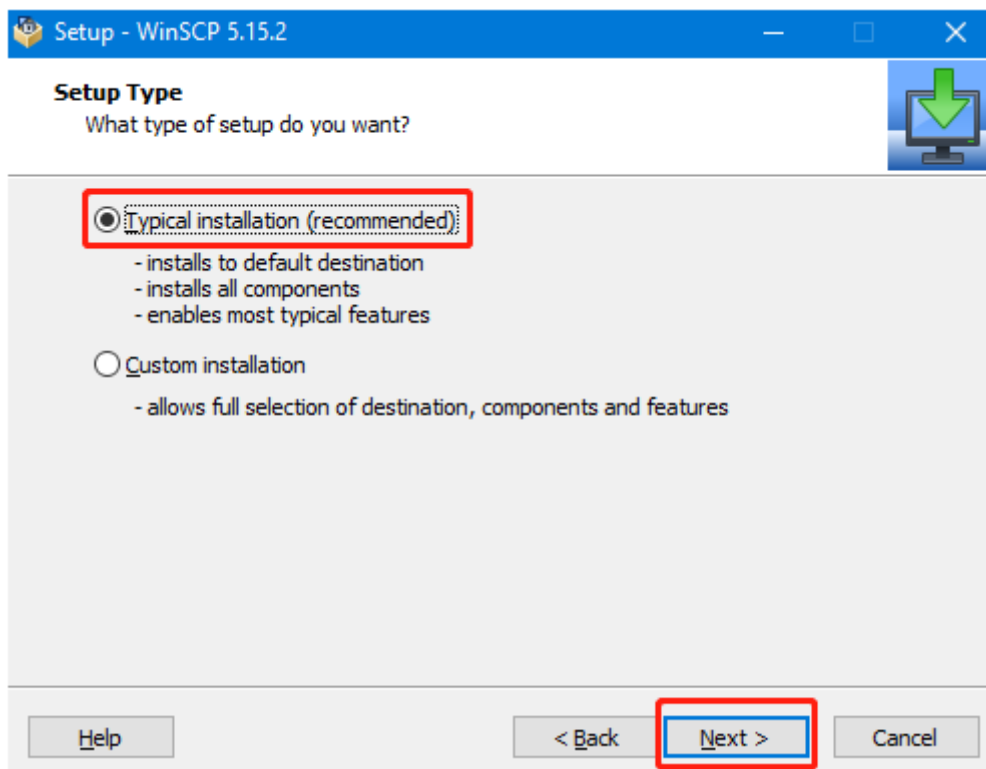 Setup - WinSCP 5.15.2
Setup Type
What type of setup do you want?
Typical installation (recommended)
- installs to default destination
- installs all components
- enables most typical features
Custom installation
- allows full selection of destination, components and features
Help
< Back
Next >
Cancel